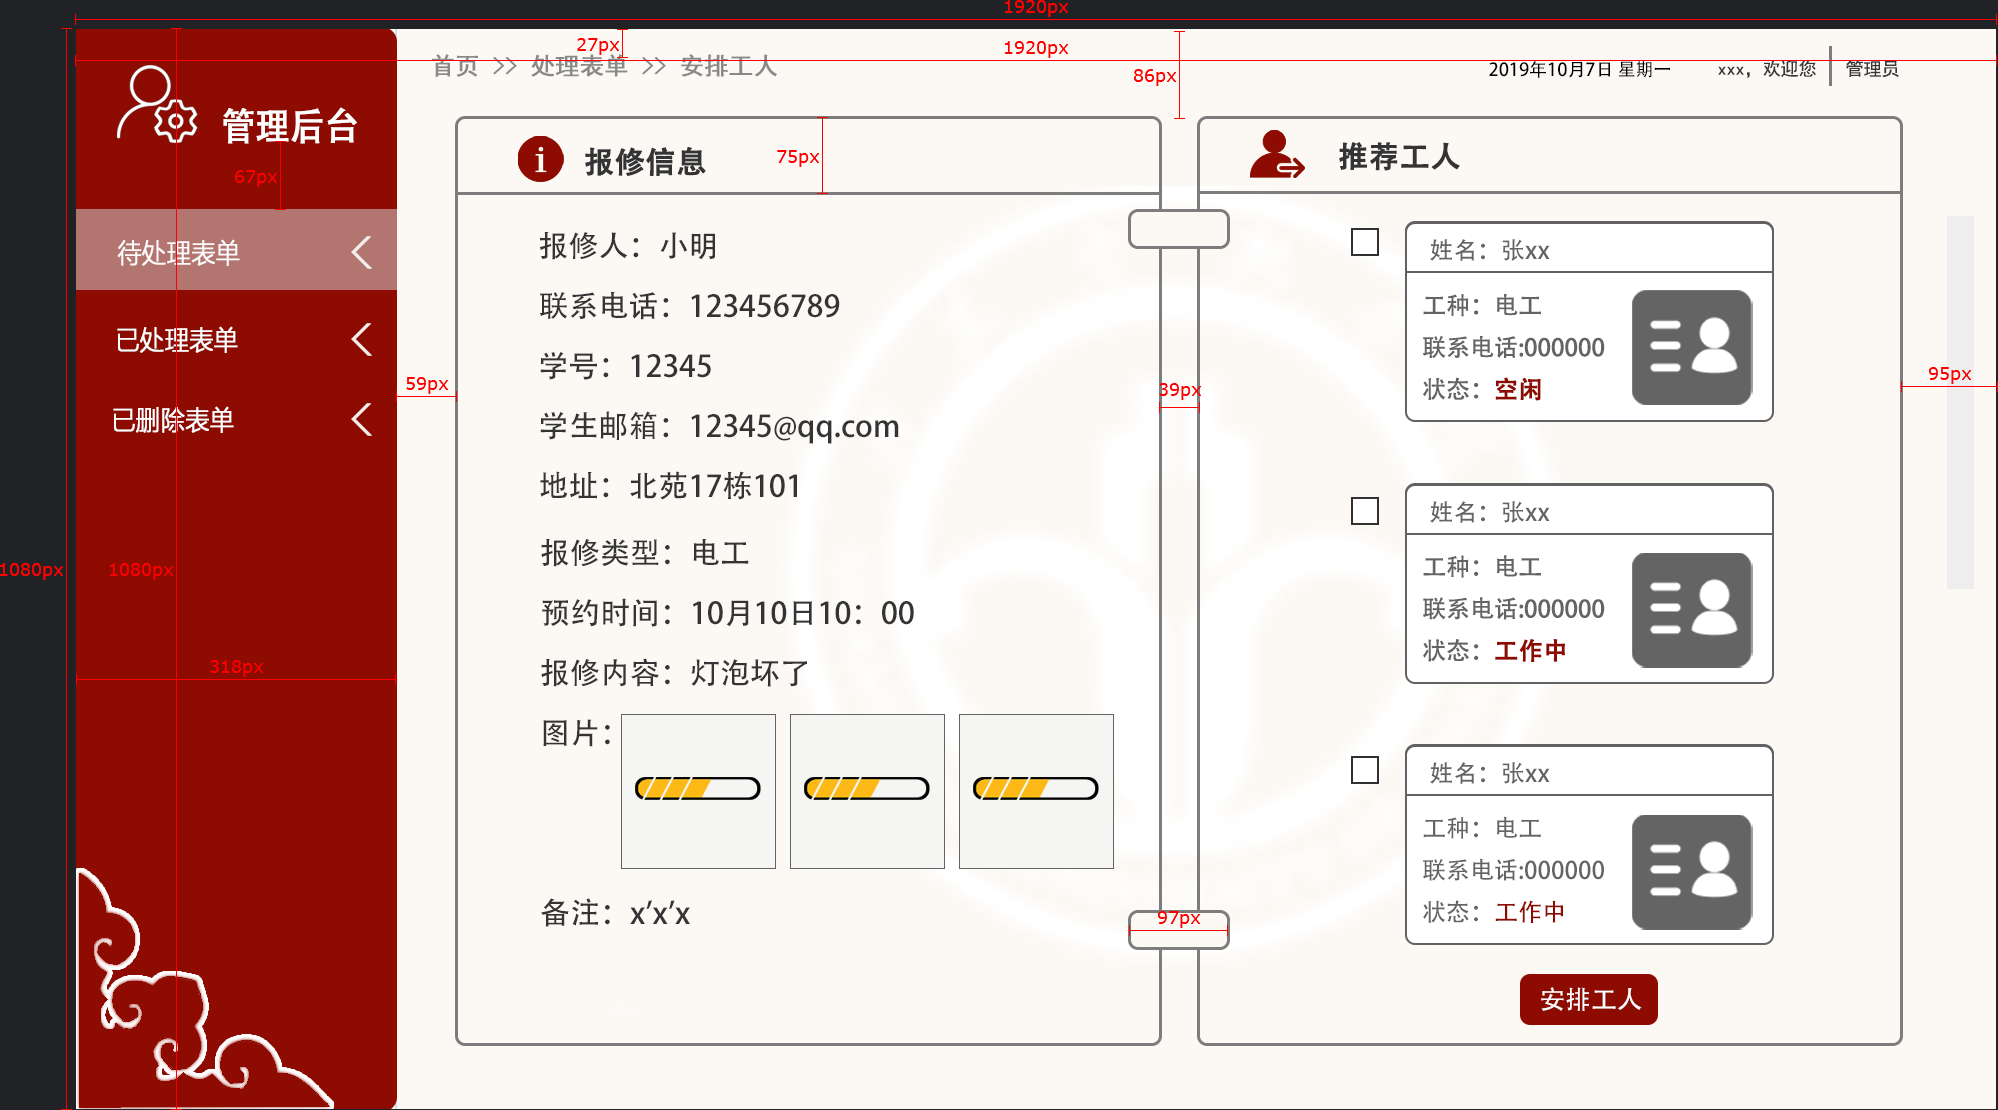 1920px
27px
1920px
首页 >> 处理表单 >> 安排工人
86px
2019年10月7日 星期一
xxx，欢迎您
管理员
管理后台
67px
待处理表单
已处理表单
已删除表单
1080px
1080px
318px
59px
i 报修信息
75px
报修人：小明
联系电话：123456789
学号：12345
学生邮箱：12345@qq.com
地址：北苑17栋101
报修类型：电工
预约时间：10月10日10：00
报修内容：灯泡坏了
图片：
备注：x'x'x
39px
97px
推荐工人
姓名：张xx
工种：电工
联系电话:000000
状态：空闲
姓名：张xx
工种：电工
联系电话:000000
状态：工作中
姓名：张xx
工种：电工
联系电话:000000
状态：工作中
安排工人
95px